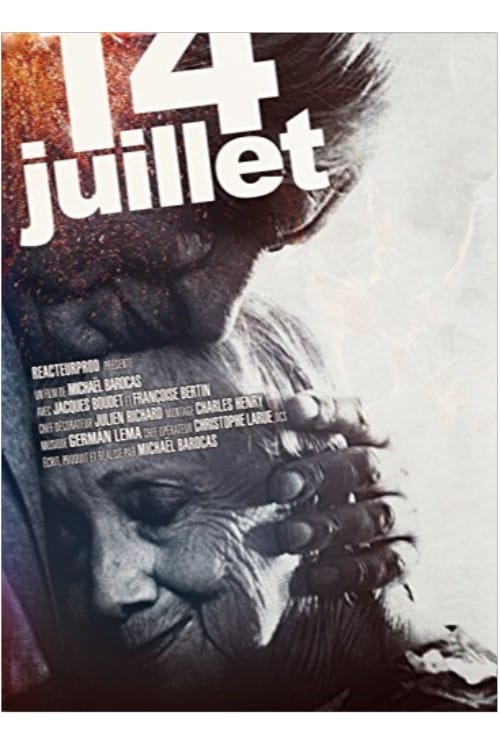 14
juillet
REACTEURPROD PRÉSENTE
UN FILM DE MICHAËL BAROCAS
AVEC JACQUES BOUDET ET FRANÇOISE BERTIN
CHEF DÉCORATEUR JULIEN RICHARD MONTAGE CHARLES HENRY
MUSIQUE GERMÁN LEMA CHEF OPÉRATEUR CHRISTOPHE LARUE UCS
ÉCRIT, PRODUIT ET RÉALISÉ PAR MICHAËL BAROCAS